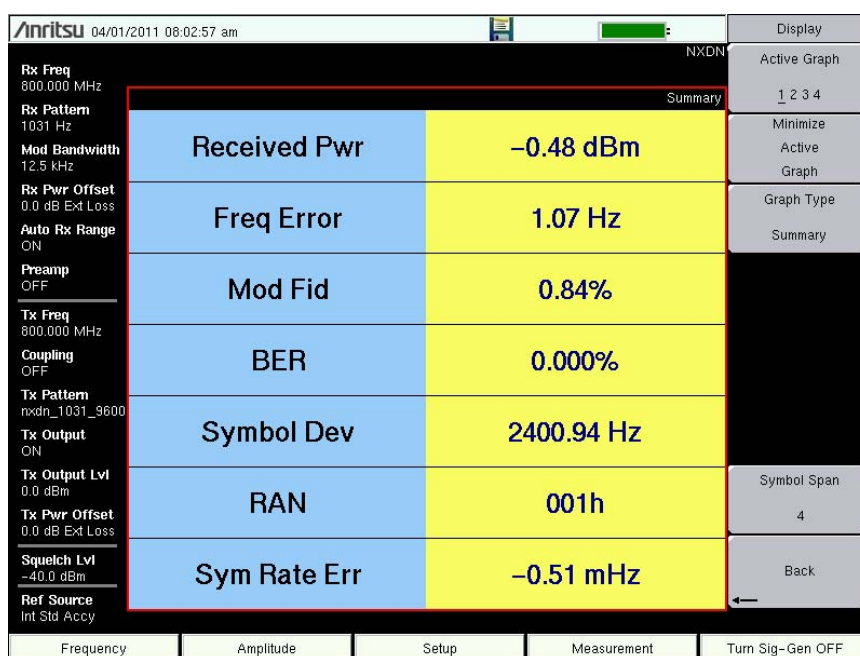 Anritsu 04/01/2011 08:02:57 am
Display
NXDN
Rx Freq
800.000 MHz
Rx Pattern
1031 Hz
Mod Bandwidth
12.5 kHz
Rx Pwr Offset
0.0 dB Ext Loss
Auto Rx Range
ON
Preamp
OFF
Tx Freq
800.000 MHz
Coupling
OFF
Tx Pattern
nxdn_1031_9600
Tx Output
ON
Tx Output Lvl
0.0 dBm
Tx Pwr Offset
0.0 dB Ext Loss
Squelch Lvl
-40.0 dBm
Ref Source
Int Std Accy
Summary
Received Pwr -0.48 dBm
Freq Error 1.07 Hz
Mod Fid 0.84%
BER 0.000%
Symbol Dev 2400.94 Hz
RAN 001h
Sym Rate Err -0.51 mHz
Active Graph
1 2 3 4
Minimize
Active
Graph
Graph Type
Summary
Symbol Span
4
Back
Frequency Amplitude Setup Measurement Turn Sig-Gen OFF